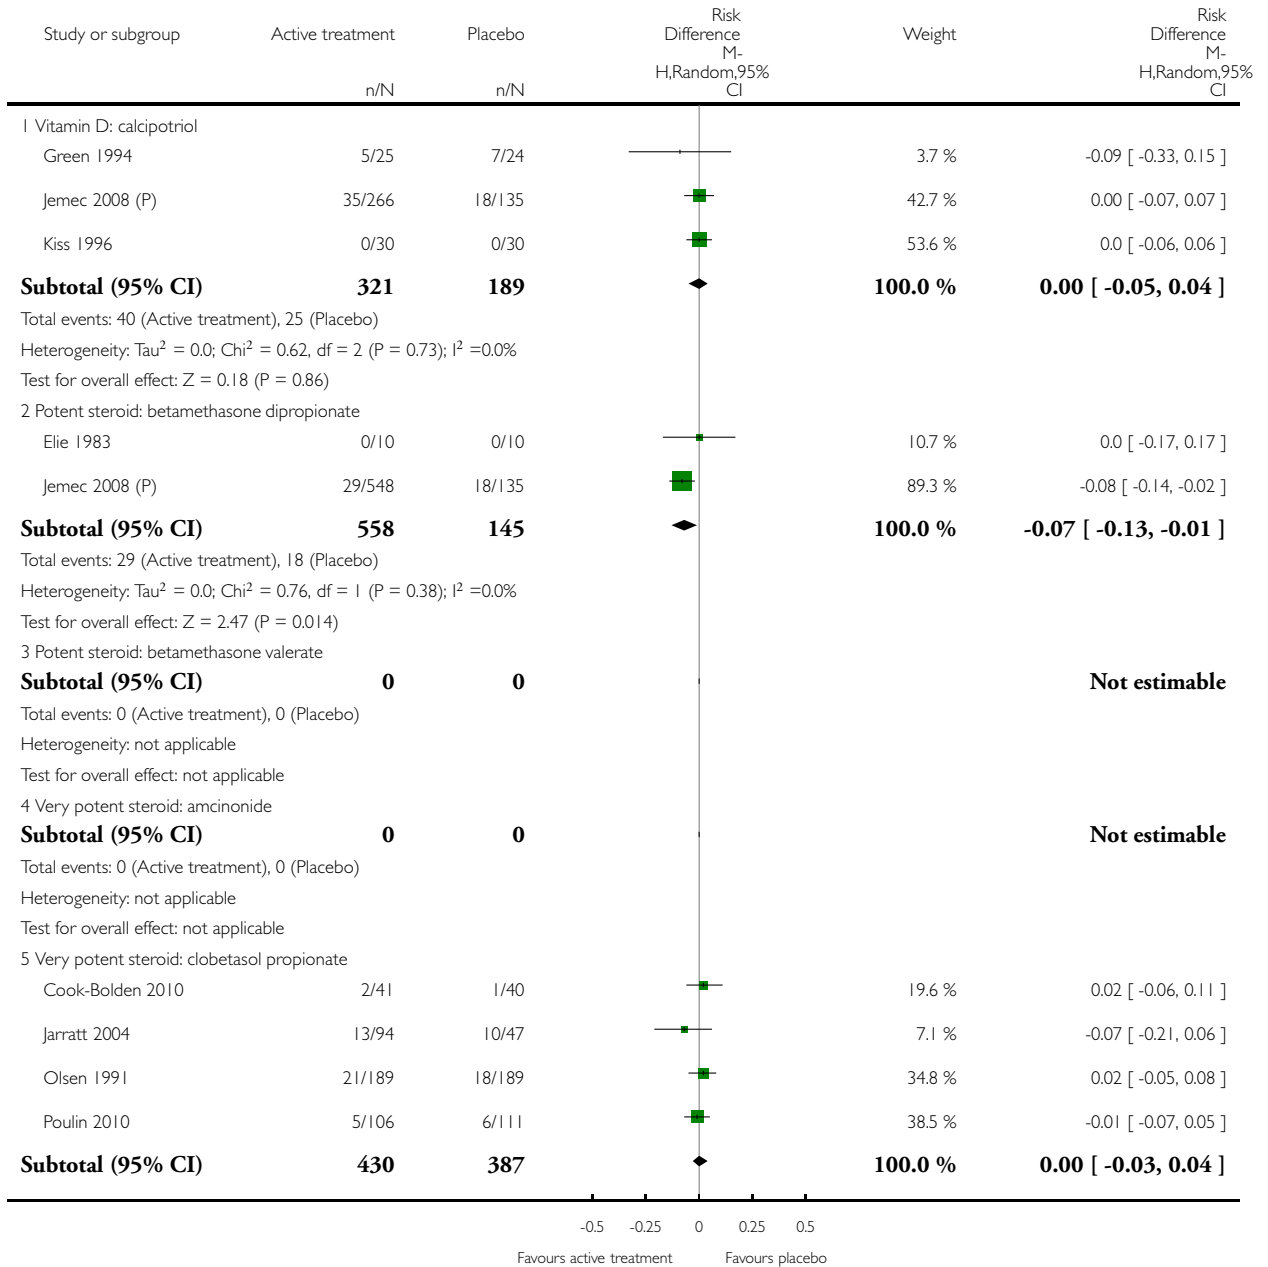 Study or subgroup Active treatment Placebo Risk Difference M-H,Random,95% CI Weight Risk Difference M-H,Random,95% CI
n/N n/N
1 Vitamin D: calcipotriol
Green 1994 5/25 7/24 3.7 % -0.09 [ -0.33, 0.15 ]
Jemec 2008 (P) 35/266 18/135 42.7 % 0.00 [ -0.07, 0.07 ]
Kiss 1996 0/30 0/30 53.6 % 0.0 [ -0.06, 0.06 ]
Subtotal (95% CI) 321 189 100.0 % 0.00 [ -0.05, 0.04 ]
Total events: 40 (Active treatment), 25 (Placebo)
Heterogeneity: Tau² = 0.0; Chi² = 0.62, df = 2 (P = 0.73); I² =0.0%
Test for overall effect: Z = 0.18 (P = 0.86)
2 Potent steroid: betamethasone dipropionate
Elie 1983 0/10 0/10 10.7 % 0.0 [ -0.17, 0.17 ]
Jemec 2008 (P) 29/548 18/135 89.3 % -0.08 [ -0.14, -0.02 ]
Subtotal (95% CI) 558 145 100.0 % -0.07 [ -0.13, -0.01 ]
Total events: 29 (Active treatment), 18 (Placebo)
Heterogeneity: Tau² = 0.0; Chi² = 0.76, df = 1 (P = 0.38); I² =0.0%
Test for overall effect: Z = 2.47 (P = 0.014)
3 Potent steroid: betamethasone valerate
Subtotal (95% CI) 0 0 Not estimable
Total events: 0 (Active treatment), 0 (Placebo)
Heterogeneity: not applicable
Test for overall effect: not applicable
4 Very potent steroid: amcinonide
Subtotal (95% CI) 0 0 Not estimable
Total events: 0 (Active treatment), 0 (Placebo)
Heterogeneity: not applicable
Test for overall effect: not applicable
5 Very potent steroid: clobetasol propionate
Cook-Bolden 2010 2/41 1/40 19.6 % 0.02 [ -0.06, 0.11 ]
Jarratt 2004 13/94 10/47 7.1 % -0.07 [ -0.21, 0.06 ]
Olsen 1991 21/189 18/189 34.8 % 0.02 [ -0.05, 0.08 ]
Poulin 2010 5/106 6/111 38.5 % -0.01 [ -0.07, 0.05 ]
Subtotal (95% CI) 430 387 100.0 % 0.00 [ -0.03, 0.04 ]
-0.5 -0.25 0 0.25 0.5
Favours active treatment Favours placebo